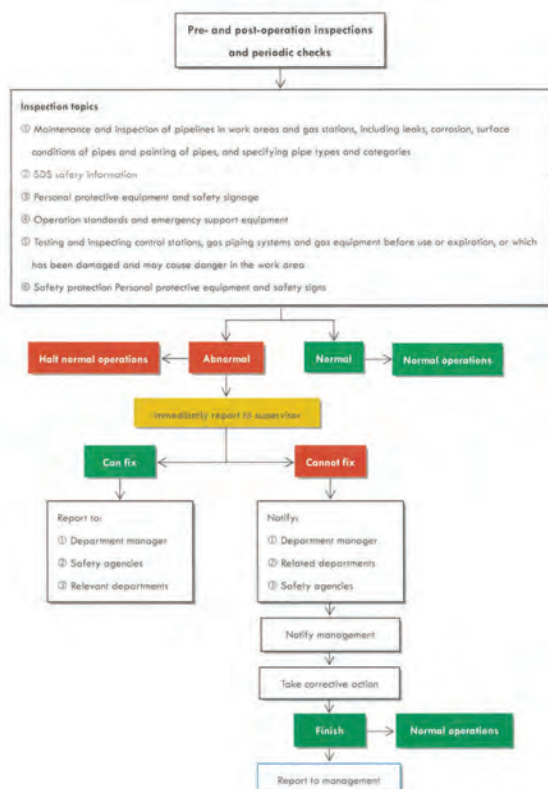 Pre- and post-operation inspections
and periodic checks
Inspection topics
① Maintenance and inspection of pipelines in work areas and gas stations, including leaks, corrosion, surface
conditions of pipes and painting of pipes, and specifying pipe types and categories
② SDS safety information
③ Personal protective equipment and safety signage
④ Operation standards and emergency support equipment
⑤ Testing and inspecting control stations, gas piping systems and gas equipment before use or expiration, or which
has been damaged and may cause danger in the work area
⑥ Safety protection Personal protective equipment and safety signs
Halt normal operations
Abnormal
Normal
Normal operations
Immediantly report to supervisor
Can fix
Cannot fix
Report to:
① Department manager
② Safety agencies
③ Relevant departments
Notify:
① Department manager
② Related departments
③ Safety agencies
Notify management
Take corrective action
Finish
Normal operations
Report to management